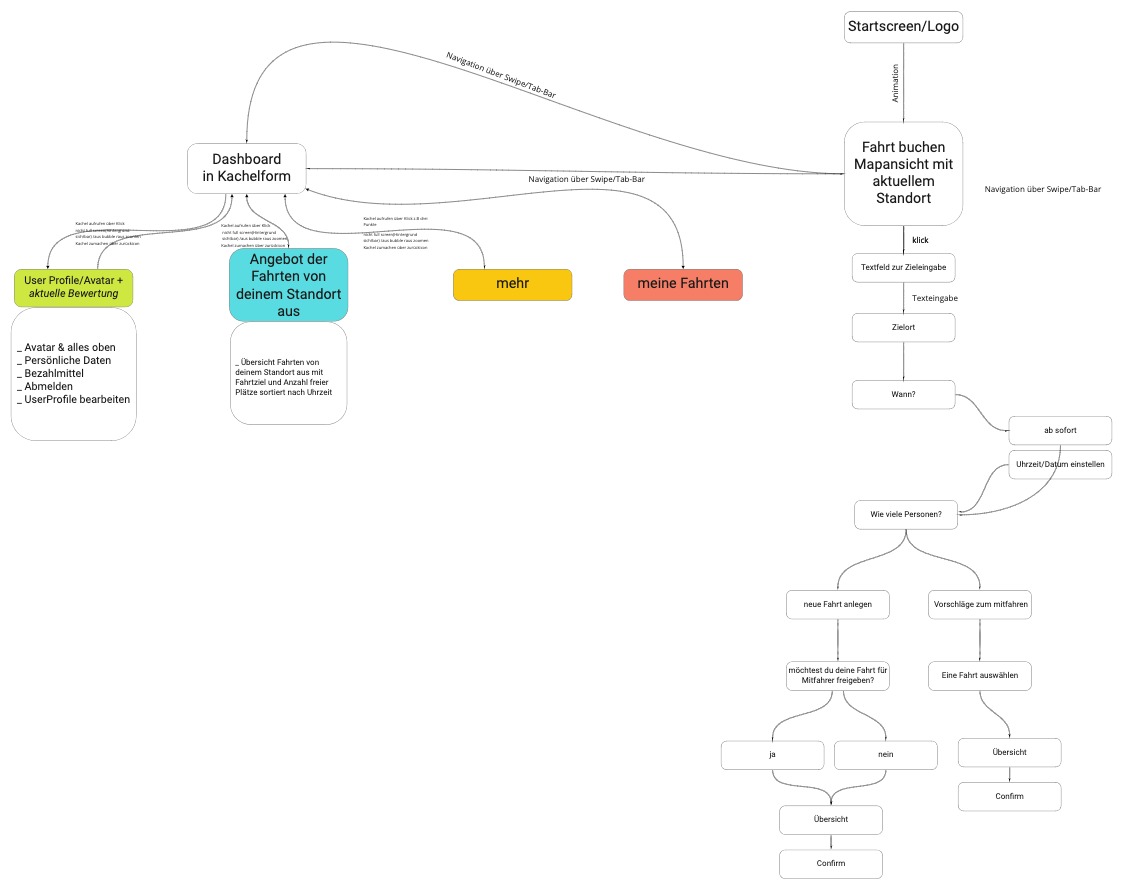 Startscreen/Logo
Animation
Navigation über Swipe/Tab-Bar
Fahrt buchen
Mapansicht mit
aktuellem
Standort
Dashboard
in Kachelform
Navigation über Swipe/Tab-Bar
Navigation über Swipe/Tab-Bar
klick
Textfeld zur Zieleingabe
Texteingabe
Zielort
Wann?
ab sofort
Uhrzeit/Datum einstellen
Wie viele Personen?
neue Fahrt anlegen
Vorschläge zum mitfahren
möchtest du deine Fahrt für
Mitfahrer freigeben?
Eine Fahrt auswählen
ja
nein
Übersicht
Confirm
Übersicht
Confirm
Kachel aufrufen über Klick
nicht full screen(Hintergrund
sichtbar) /aus bubble raus zoomen
Kachel zumachen über zurückicon
Kachel aufrufen über Klick
nicht full screen(Hintergrund
sichtbar) /aus bubble raus zoomen
Kachel zumachen über zurückicon
Kachel aufrufen über Klick z.B drei
Punkte
nicht full screen(Hintergrund
sichtbar) /aus bubble raus zoomen
Kachel zumachen über zurückicon
User Profile/Avatar +
aktuelle Bewertung
_ Avatar & alles oben
_ Persönliche Daten
_ Bezahlmittel
_ Abmelden
_ UserProfile bearbeiten
Angebot der
Fahrten von
deinem Standort
aus
_ Übersicht Fahrten von
deinem Standort aus mit
Fahrtziel und Anzahl freier
Plätze sortiert nach Uhrzeit
mehr
meine Fahrten